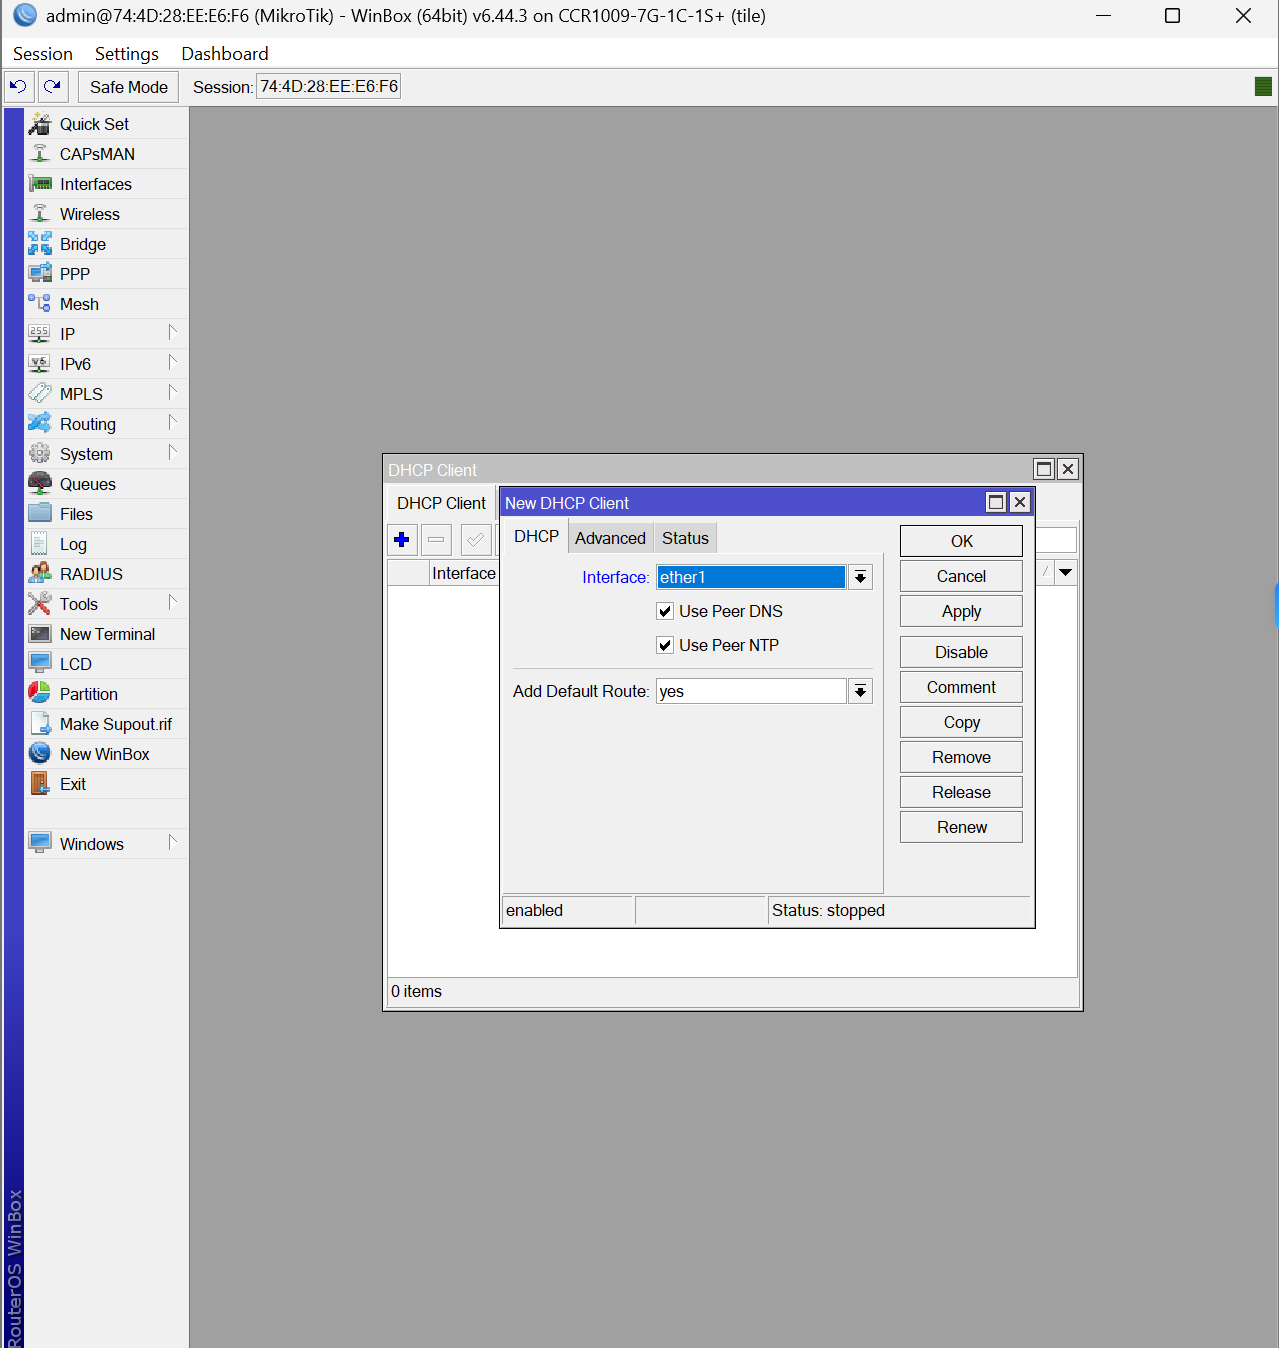 admin@74:4D:28:EE:E6:F6 (MikroTik) - WinBox (64bit) v6.44.3 on CCR1009-7G-1C-1S+ (tile)
Session Settings Dashboard
Safe Mode Session: 74:4D:28:EE:E6:F6
Quick Set
CAPsMAN
Interfaces
Wireless
Bridge
PPP
Mesh
255 IP
v6 IPv6
MPLS
Routing
System
Queues
Files
Log
RADIUS
Tools
New Terminal
LCD
Partition
Make Supout.rif
New WinBox
Exit
Windows
RouterOS WinBox
DHCP Client
DHCP Client
Interface
0 items
New DHCP Client
DHCP Advanced Status
Interface: ether1
Use Peer DNS
Use Peer NTP
Add Default Route: yes
OK
Cancel
Apply
Disable
Comment
Copy
Remove
Release
Renew
enabled Status: stopped